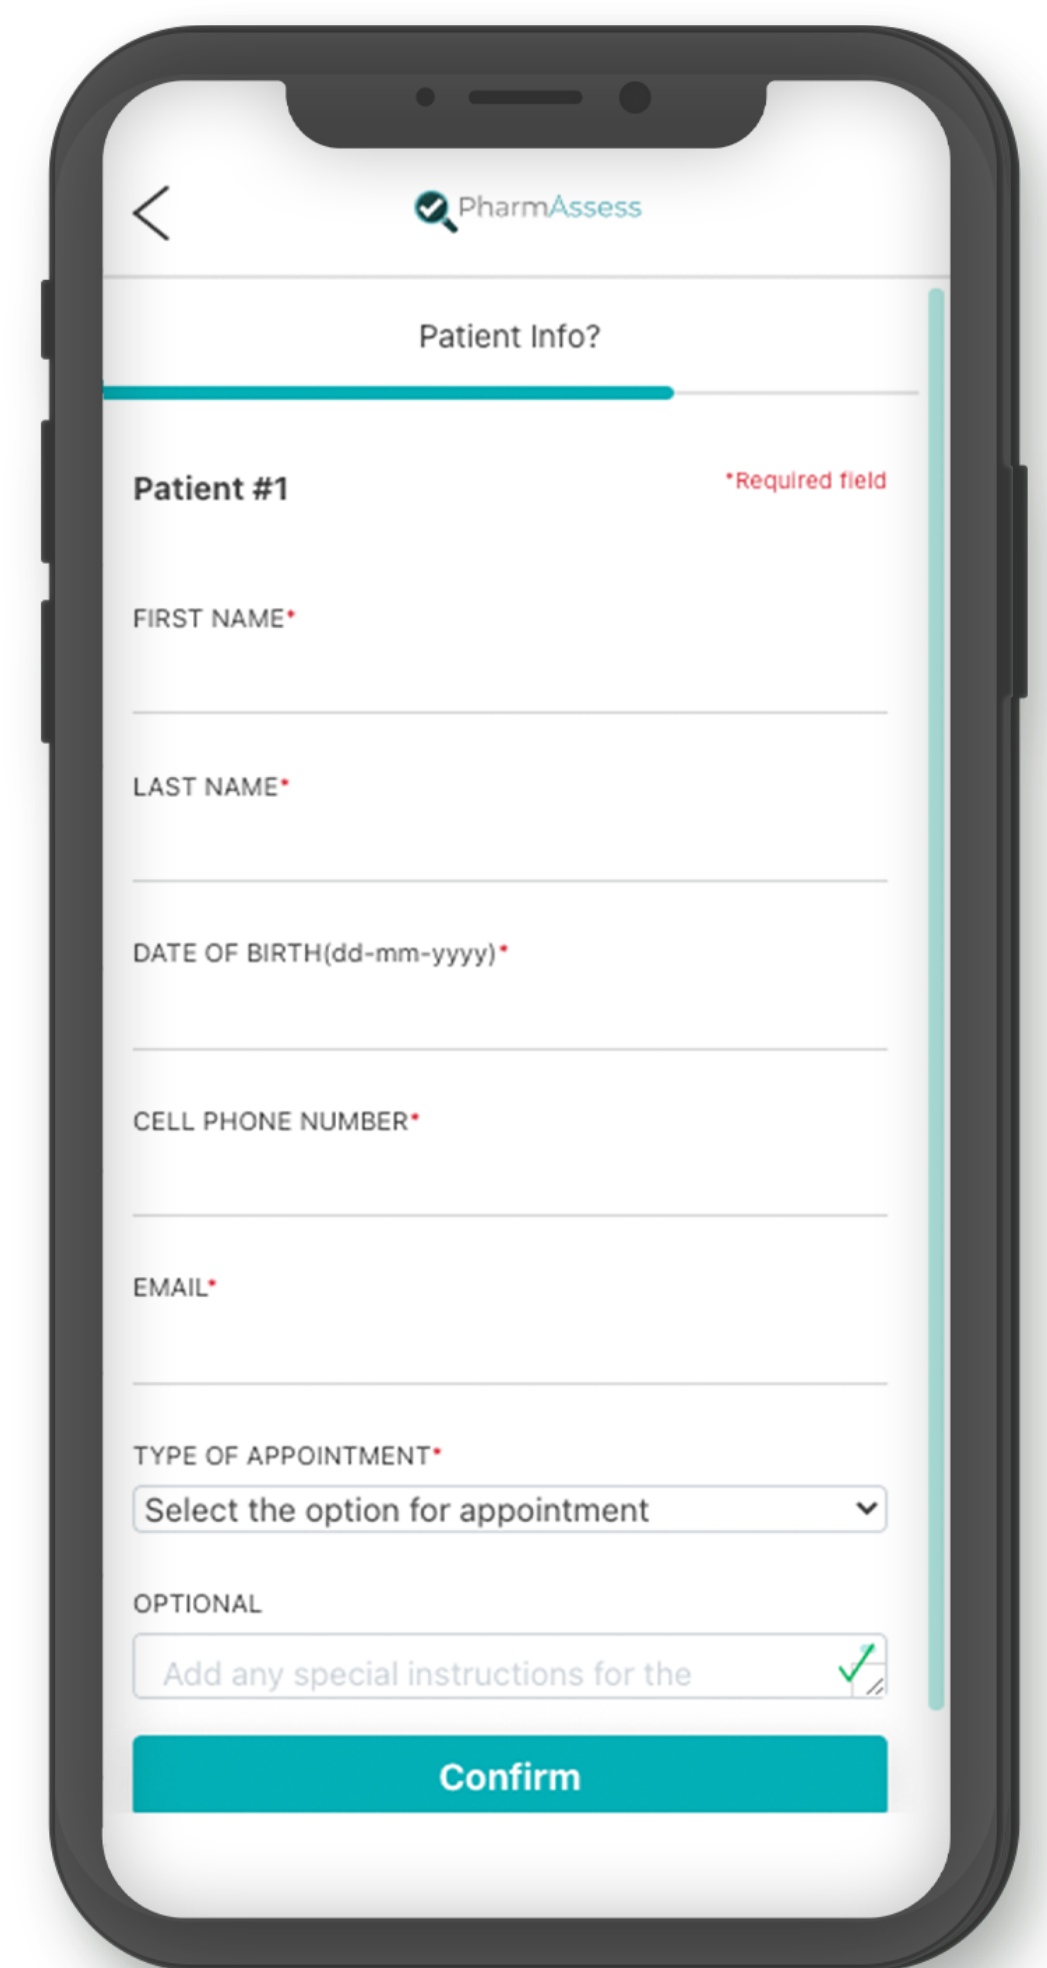 PharmAssess
Patient Info?
Patient #1
*Required field
FIRST NAME*
LAST NAME*
DATE OF BIRTH(dd-mm-yyyy)*
CELL PHONE NUMBER*
EMAIL*
TYPE OF APPOINTMENT*
Select the option for appointment
OPTIONAL
Add any special instructions for the
Confirm